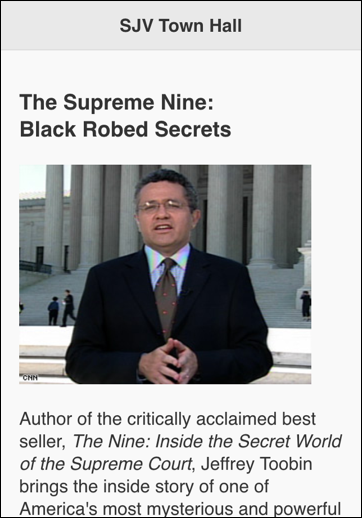 SJV Town Hall
The Supreme Nine:
Black Robed Secrets
CNN
Author of the critically acclaimed best
seller, The Nine: Inside the Secret World
of the Supreme Court, Jeffrey Toobin
brings the inside story of one of
America's most mysterious and powerful